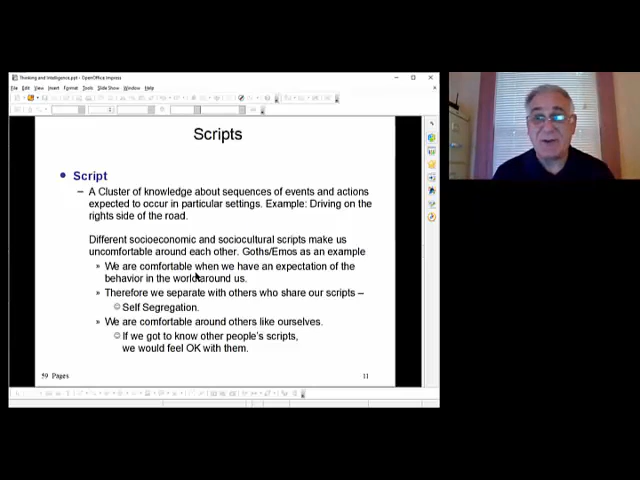 Thinking and Intelligence.ppt - OpenOffice Impress
File Edit View Insert Format Tools Slide Show Window Help
Scripts
Script
– A Cluster of knowledge about sequences of events and actions
expected to occur in particular settings. Example: Driving on the
rights side of the road.
Different socioeconomic and sociocultural scripts make us
uncomfortable around each other. Goths/Emos as an example
» We are comfortable when we have an expectation of the
behavior in the world around us.
» Therefore we separate with others who share our scripts –
Self Segregation.
» We are comfortable around others like ourselves.
If we got to know other people's scripts,
we would feel OK with them.
59 Pages 11